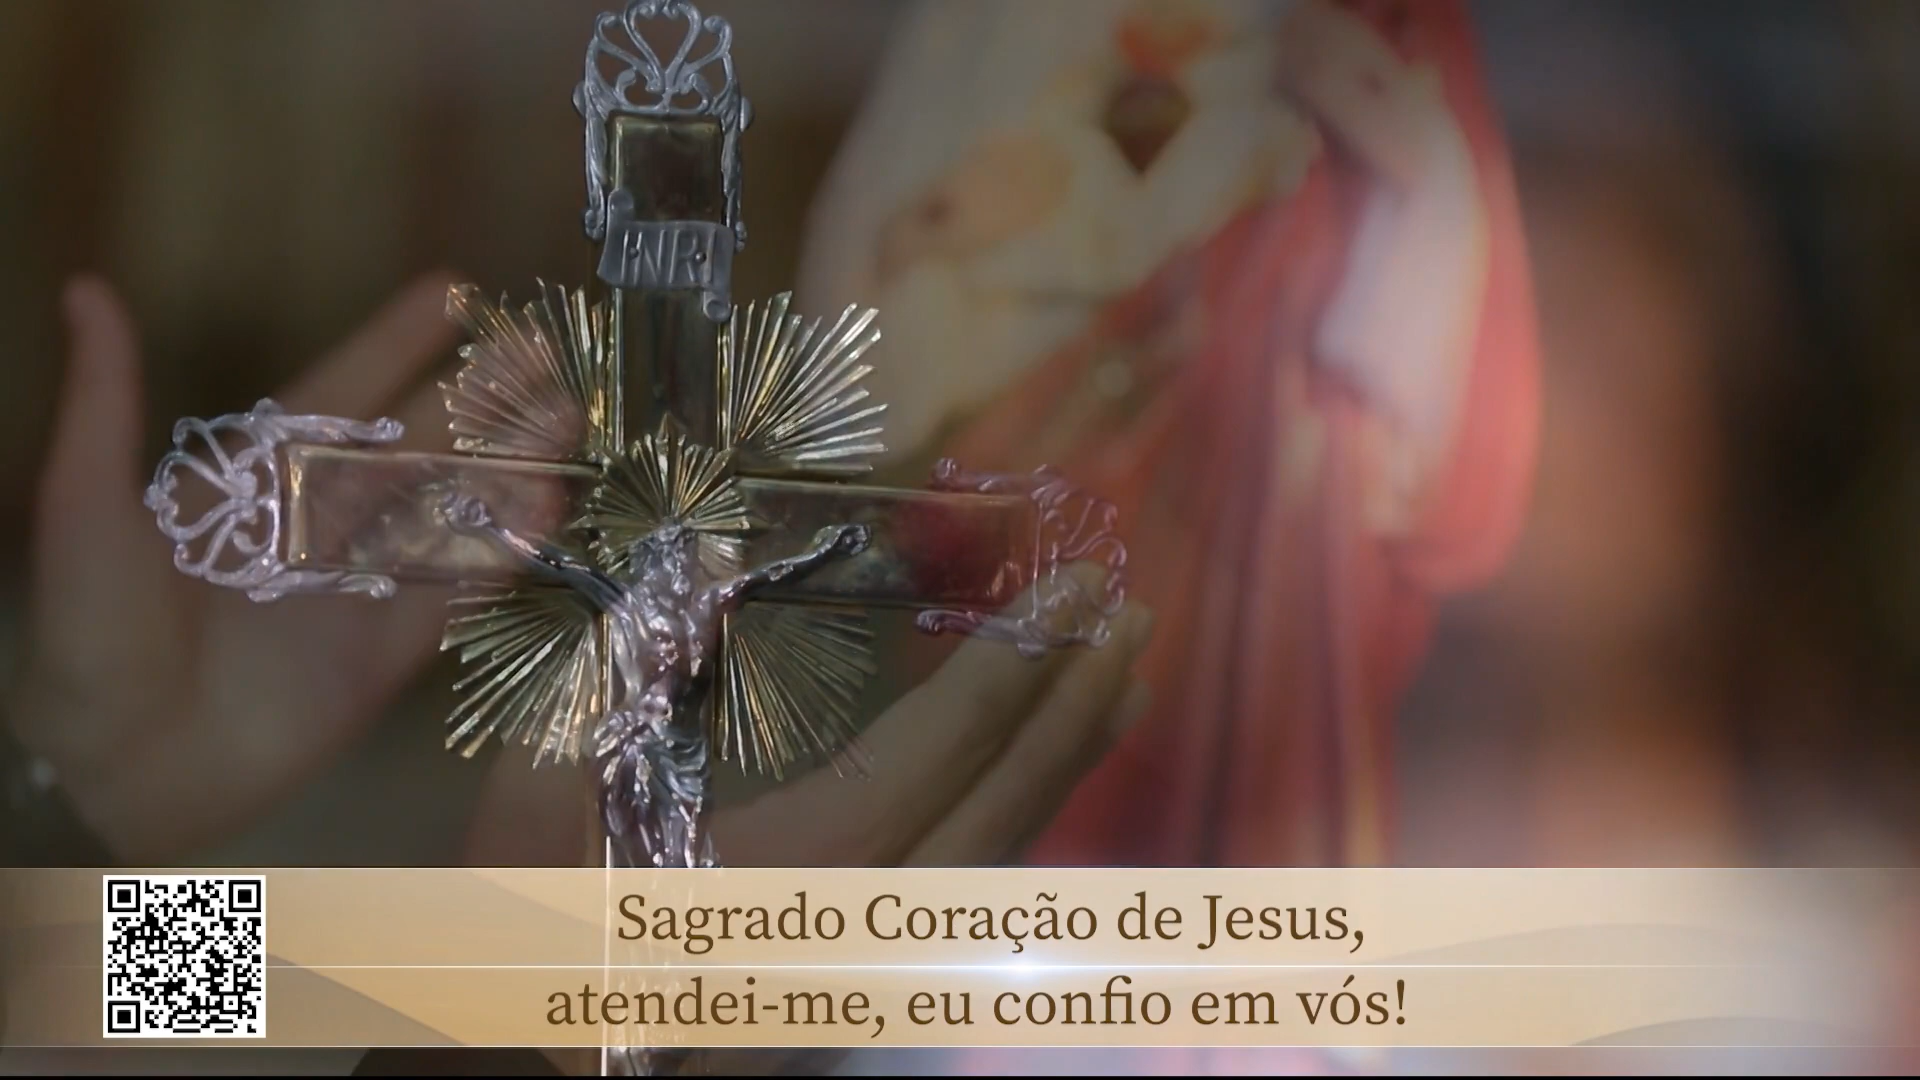 INRI
Sagrado Coração de Jesus,
atendei-me, eu confio em vós!